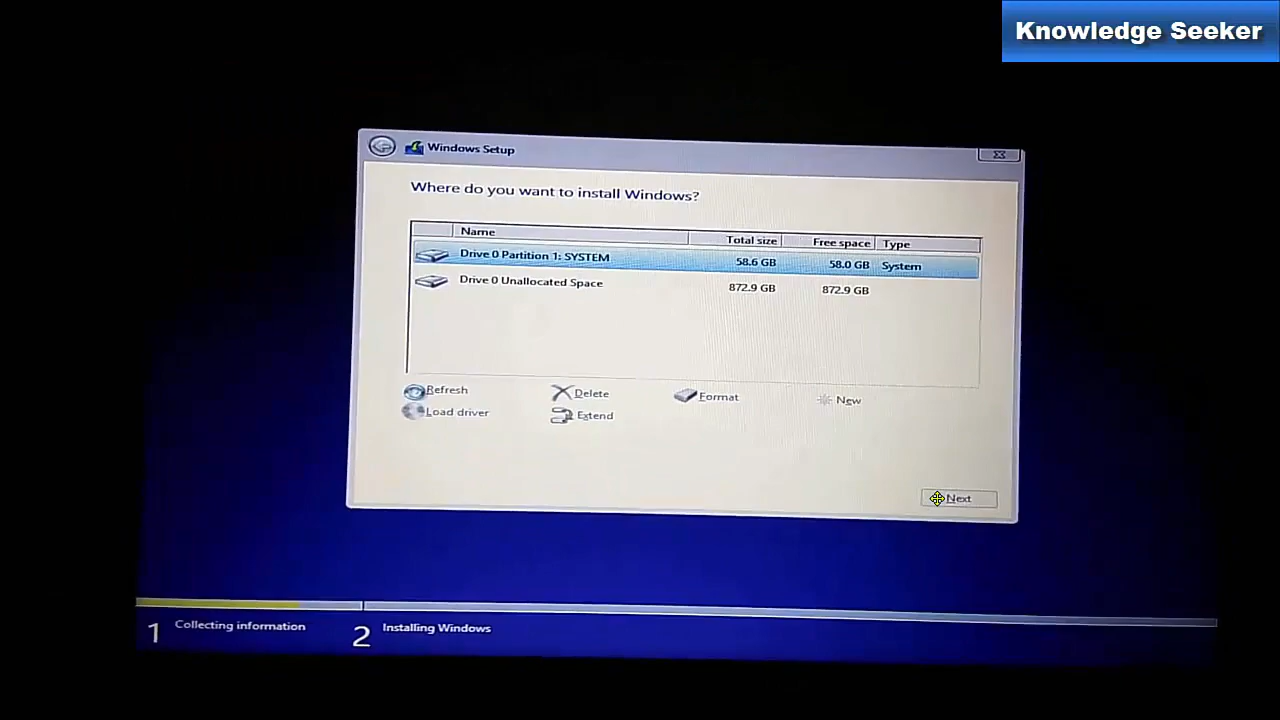 Knowledge Seeker
Windows Setup
Where do you want to install Windows?
Name Total size Free space Type
Drive 0 Partition 1: SYSTEM 58.6 GB 58.0 GB System
Drive 0 Unallocated Space 872.9 GB 872.9 GB
Refresh Delete Format New
Load driver Extend
Next
1 Collecting information 2 Installing Windows